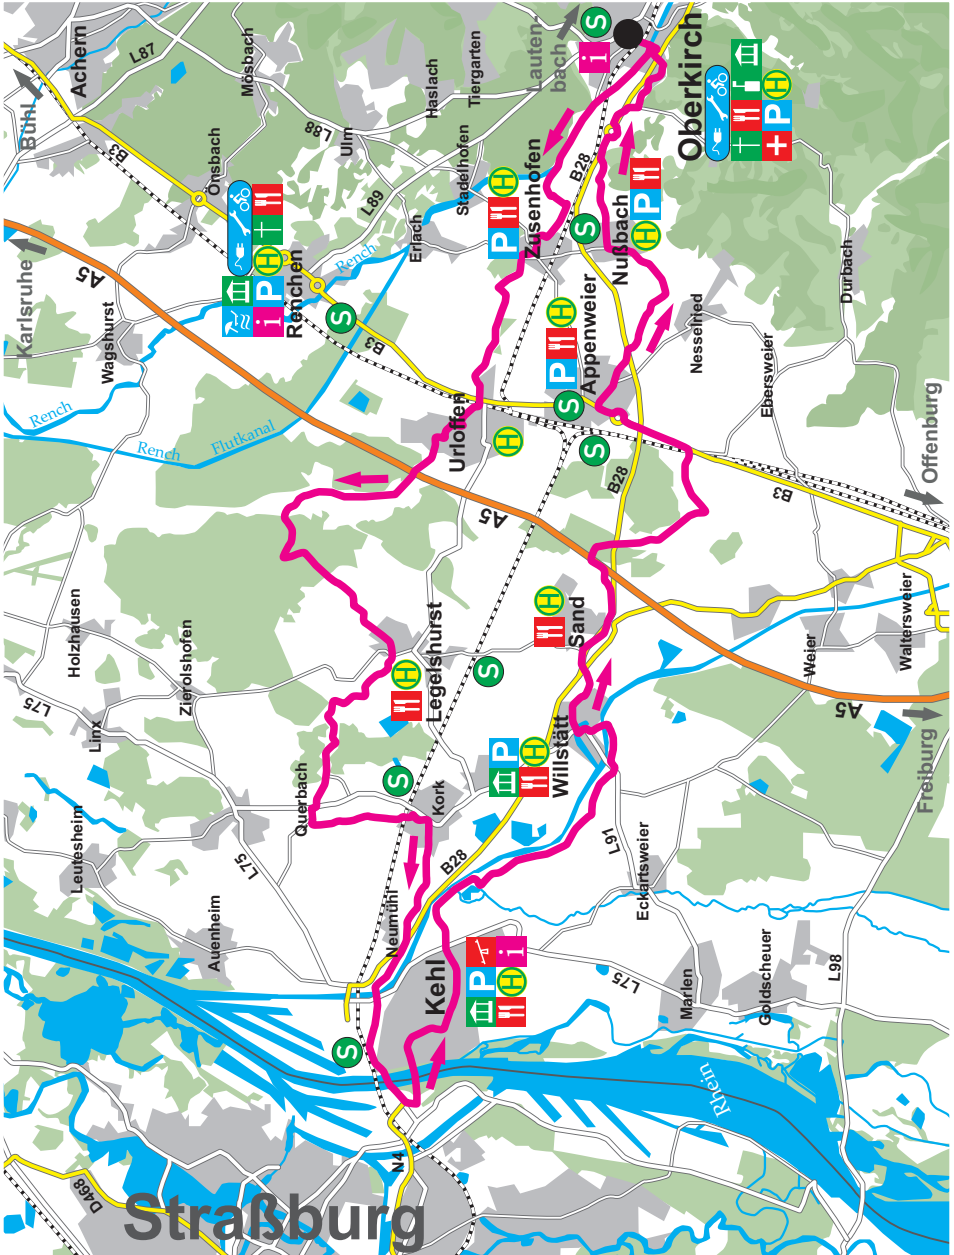 Bühl
Achern
L87
Mösbach
Tiergarten
Haslach
Lauten-
bach
S
i
Oberkirch
P
H
B3
L88
Ulm
Önsbach
L89
Stadelhofen
Erlach
Zusenhofen
P
H
B28
S
Nußbach
H
P
Durbach
Karlsruhe
A5
Wagshurst
Renchen
H
P
i
Rench
S
B3
Appenweier
P
H
S
Nesselried
Ebersweier
Rench
Rench
Flutkanal
Urloffen
H
S
B28
B3
Offenburg
A5
Holzhausen
Zierolshofen
L75
Linx
Legelshurst
H
S
Sand
H
Weier
Waltersweier
A5
Freiburg
Willstätt
P
H
Querbach
S
Kork
Leutesheim
L75
B28
L91
Eckartsweier
Auenheim
Neumühl
Kehl
P
i
H
S
L75
Marlen
Goldscheuer
L98
Rhein
N4
D468
Straßburg